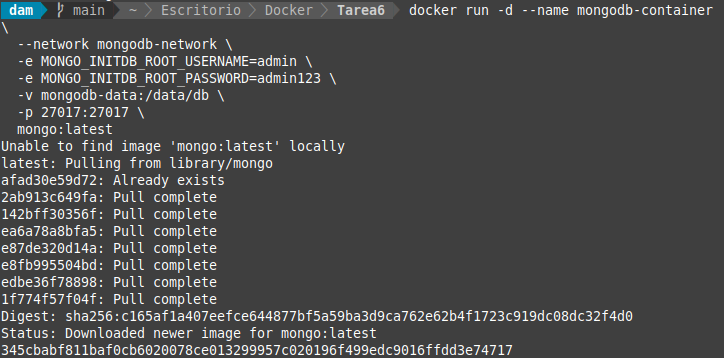 dam main ~ Escritorio Docker Tarea6 docker run -d --name mongodb-container
\
--network mongodb-network \
-e MONGO_INITDB_ROOT_USERNAME=admin \
-e MONGO_INITDB_ROOT_PASSWORD=admin123 \
-v mongodb-data:/data/db \
-p 27017:27017 \
mongo:latest
Unable to find image 'mongo:latest' locally
latest: Pulling from library/mongo
afad30e59d72: Already exists
2ab913c649fa: Pull complete
142bff30356f: Pull complete
ea6a78a8bfa5: Pull complete
e87de320d14a: Pull complete
e8fb995504bd: Pull complete
edbe36f78898: Pull complete
1f774f57f04f: Pull complete
Digest: sha256:c165af1a407eefce644877bf5a59ba3d9ca762e62b4f1723c919dc08dc32f4d0
Status: Downloaded newer image for mongo:latest
345cbabf811baf0cb6020078ce013299957c020196f499edc9016ffdd3e74717